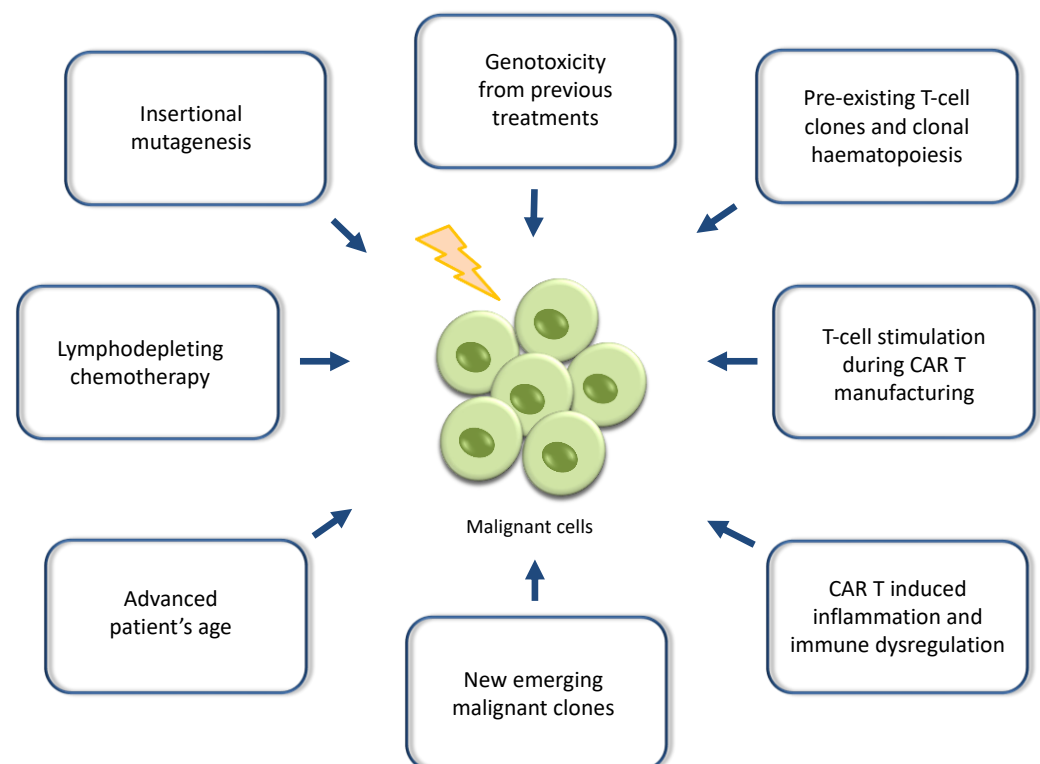 Genotoxicity
from previous
treatments
Insertional
mutagenesis
Pre-existing T-cell
clones and clonal
haematopoiesis
Lymphodepleting
chemotherapy
T-cell stimulation
during CAR T
manufacturing
Malignant cells
Advanced
patient’s age
CAR T induced
inflammation and
immune dysregulation
New emerging
malignant clones